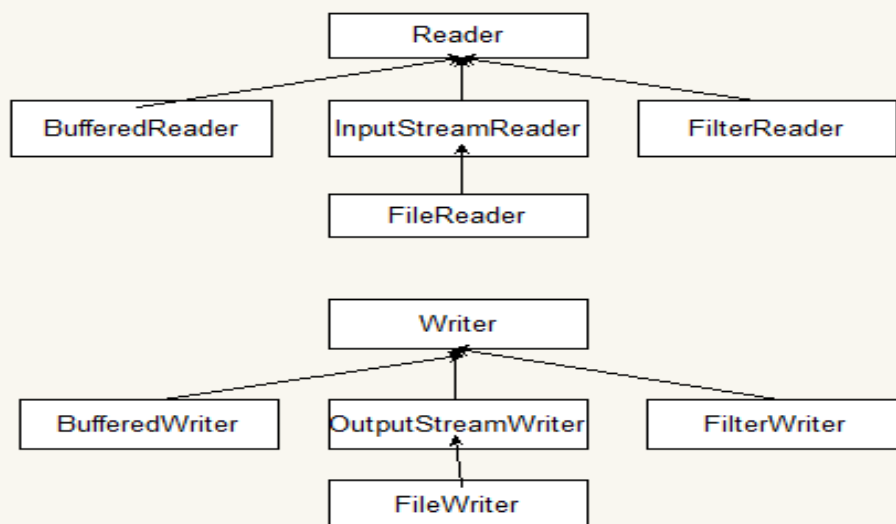 Reader
BufferedReader InputStreamReader FilterReader
FileReader
Writer
BufferedWriter OutputStreamWriter FilterWriter
FileWriter